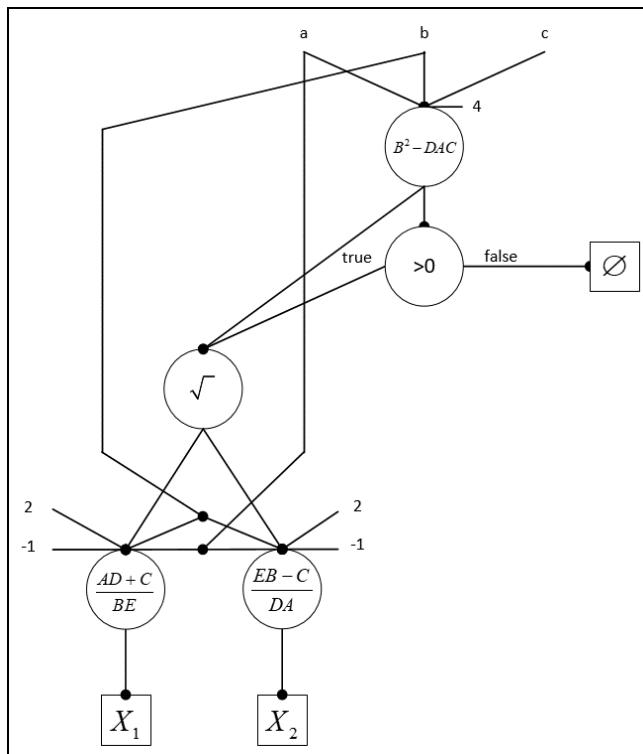 a b c
4
B² − DAC
true >0 false ∅
√
2 2
-1 -1
AD + C / BE EB − C / DA
X₁ X₂